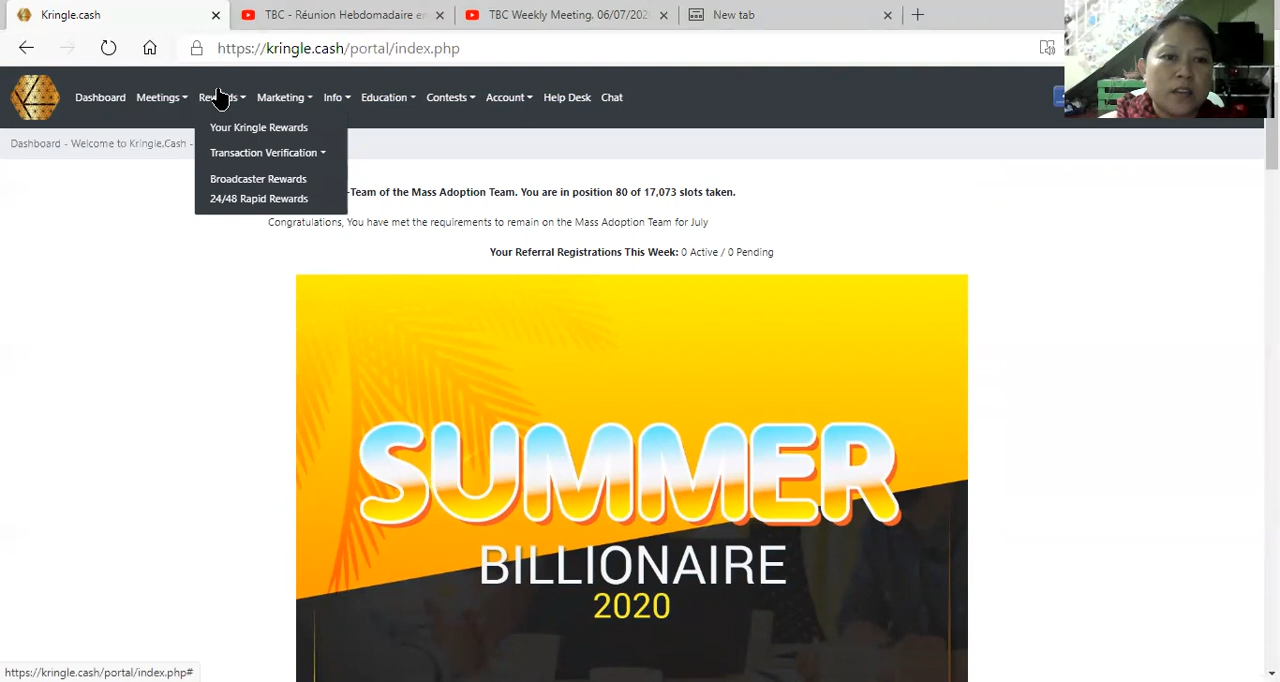 Kringle.cash
TBC - Réunion Hebdomadaire en
TBC Weekly Meeting, 06/07/202
New tab
https://kringle.cash/portal/index.php
Dashboard Meetings Rewards Marketing Info Education Contests Account Help Desk Chat
Your Kringle Rewards
Transaction Verification
Broadcaster Rewards
24/48 Rapid Rewards
Dashboard - Welcome to Kringle.Cash -
-Team of the Mass Adoption Team. You are in position 80 of 17,073 slots taken.
Congratulations, You have met the requirements to remain on the Mass Adoption Team for July
Your Referral Registrations This Week: 0 Active / 0 Pending
SUMMER
BILLIONAIRE
2020
https://kringle.cash/portal/index.php#